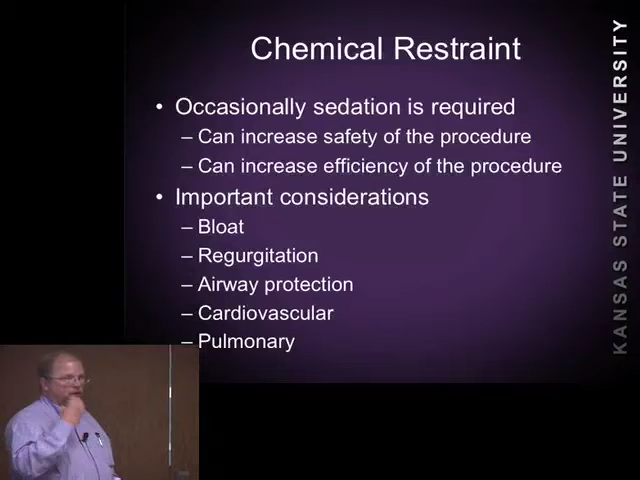 Chemical Restraint
• Occasionally sedation is required
– Can increase safety of the procedure
– Can increase efficiency of the procedure
• Important considerations
– Bloat
– Regurgitation
– Airway protection
– Cardiovascular
– Pulmonary
KANSAS STATE UNIVERSITY